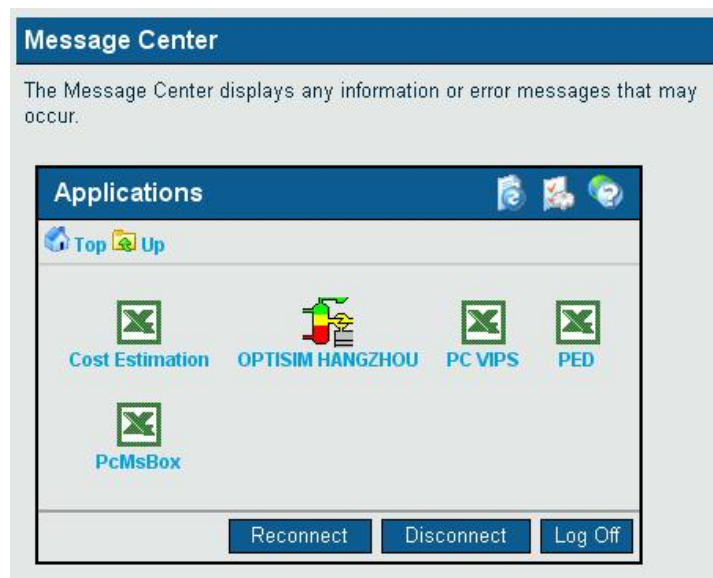 Message Center
The Message Center displays any information or error messages that may
occur.
Applications
Top Up
Cost Estimation OPTISIM HANGZHOU PC VIPS PED
PcMsBox
Reconnect Disconnect Log Off